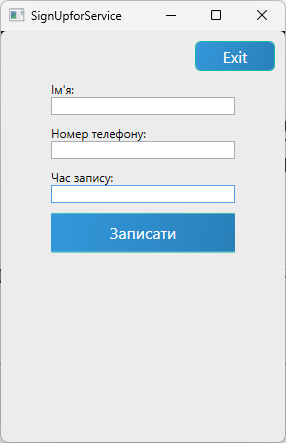 SignUpforService
Exit
Ім'я:
Номер телефону:
Час запису:
Записати